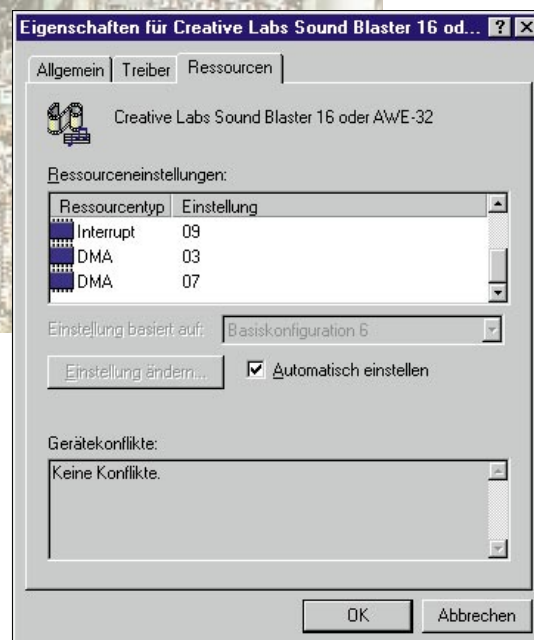 Eigenschaften für Creative Labs Sound Blaster 16 od...
Allgemein Treiber Ressourcen
Creative Labs Sound Blaster 16 oder AWE-32
Ressourceneinstellungen:
Ressourcentyp Einstellung
Interrupt 09
DMA 03
DMA 07
Einstellung basiert auf: Basiskonfiguration 6
Einstellung ändern... Automatisch einstellen
Gerätekonflikte:
Keine Konflikte.
OK Abbrechen